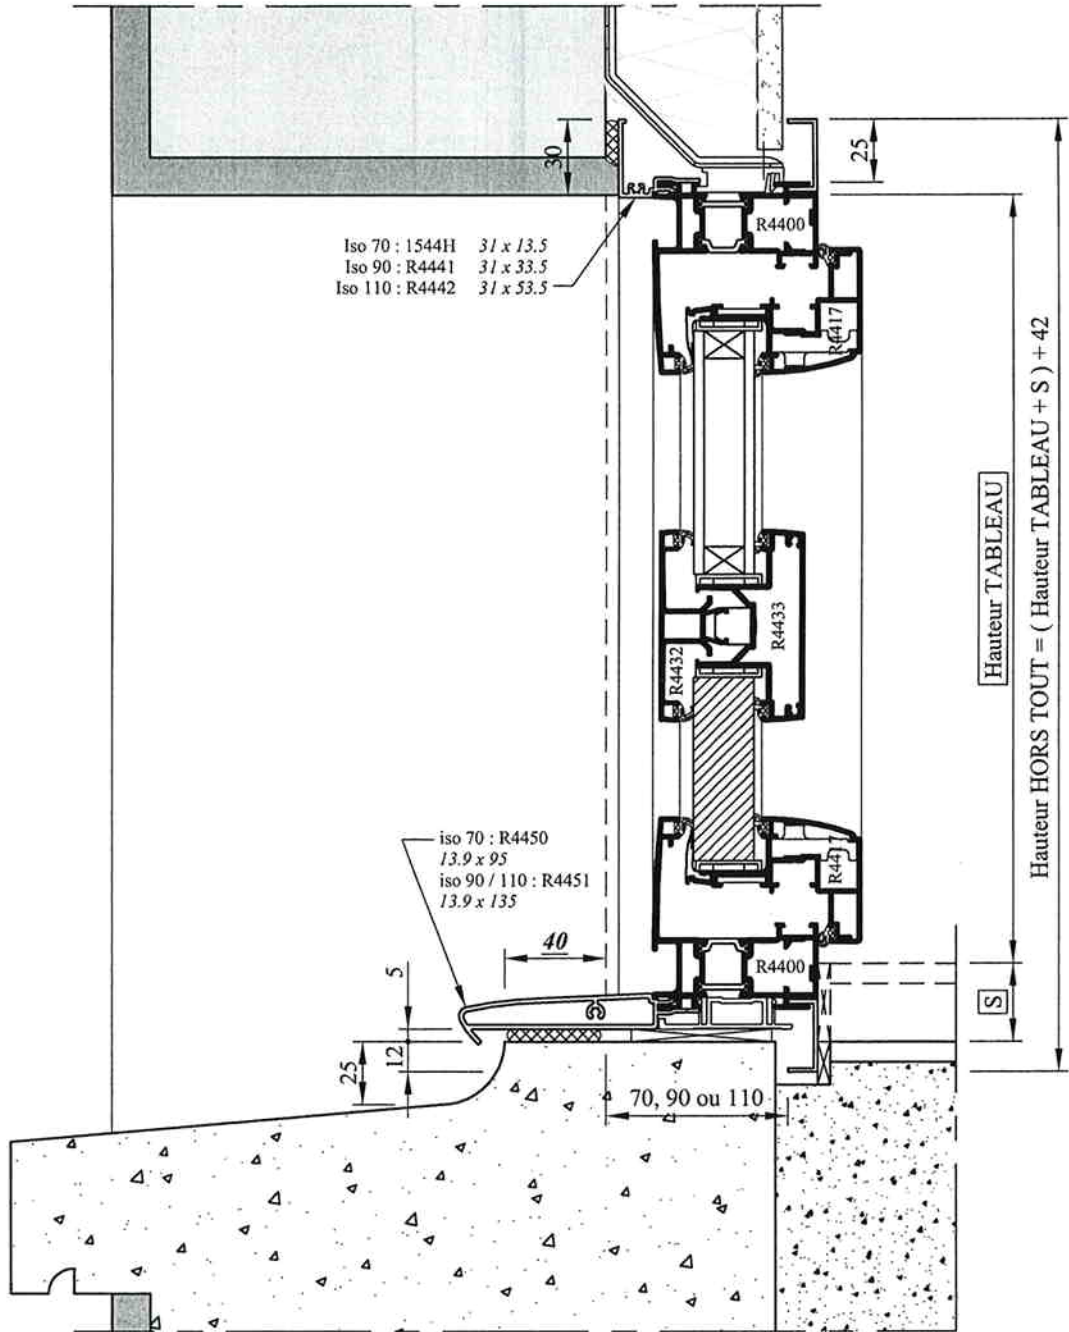 30
25
R4400
Iso 70 : 1544H 31 x 13.5
Iso 90 : R4441 31 x 33.5
Iso 110 : R4442 31 x 53.5
R4417
Hauteur TABLEAU
Hauteur HORS TOUT = ( Hauteur TABLEAU + S ) + 42
R4433
R4432
iso 70 : R4450
13.9 x 95
iso 90 / 110 : R4451
13.9 x 135
R4417
40
R4400
5
S
12
25
70, 90 ou 110